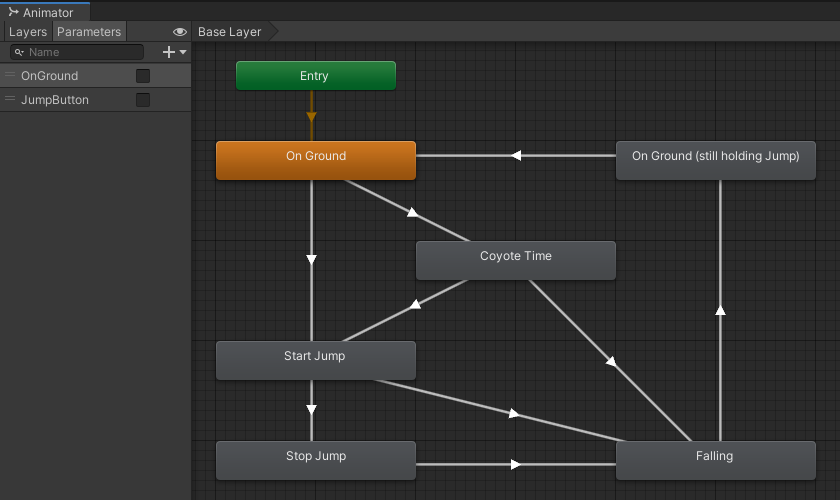 Animator
Layers Parameters
Base Layer
Name
OnGround
JumpButton
Entry
On Ground
On Ground (still holding Jump)
Coyote Time
Start Jump
Stop Jump
Falling